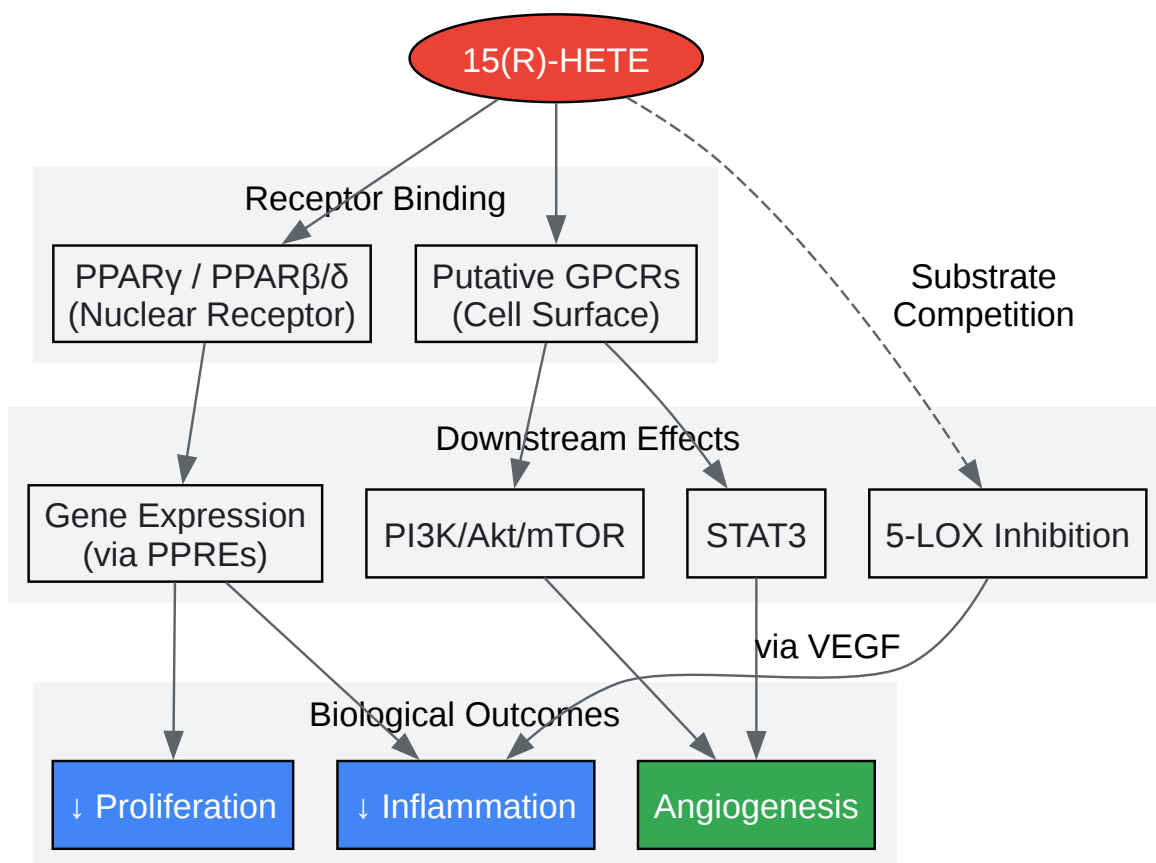 15(R)-HETE
Receptor Binding
PPARγ / PPARβ/δ
(Nuclear Receptor)
Putative GPCRs
(Cell Surface)
Substrate
Competition
Downstream Effects
Gene Expression
(via PPREs)
PI3K/Akt/mTOR
STAT3
5-LOX Inhibition
via VEGF
Biological Outcomes
↓ Proliferation
↓ Inflammation
Angiogenesis